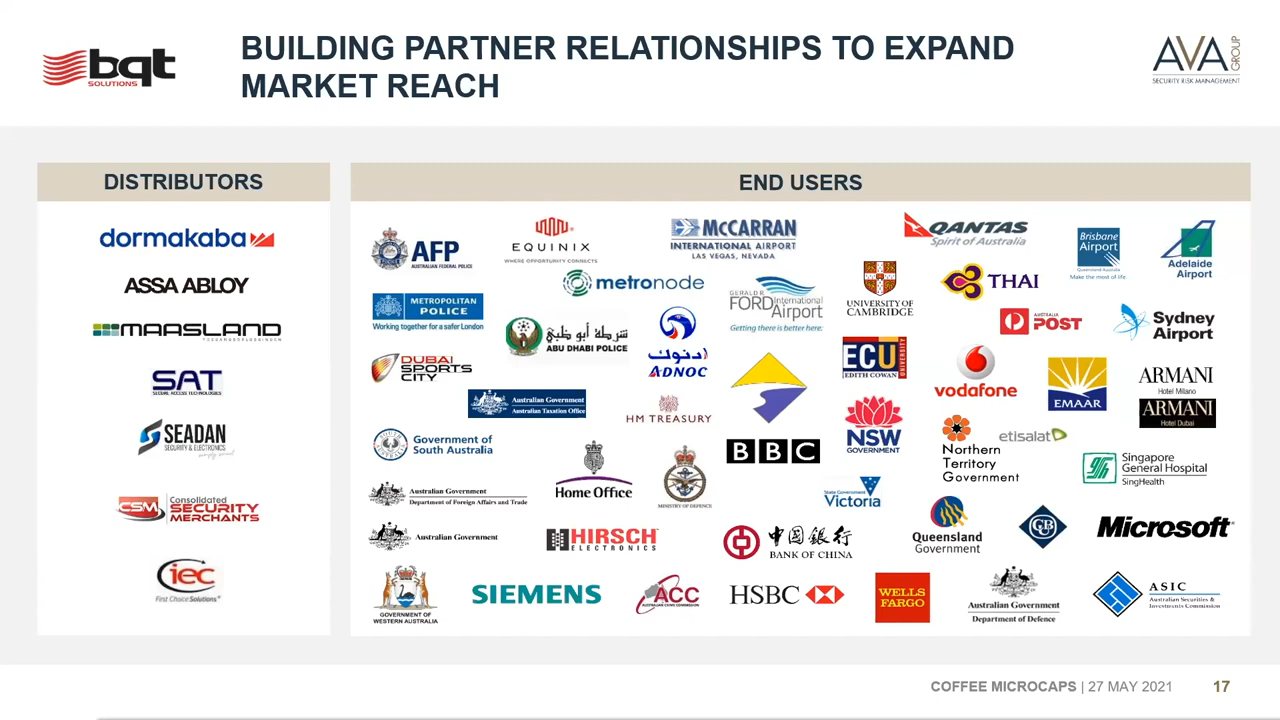 bqt
SOLUTIONS
BUILDING PARTNER RELATIONSHIPS TO EXPAND
MARKET REACH
AVA
GROUP
SECURITY RISK MANAGEMENT
DISTRIBUTORS
dormakaba
ASSA ABLOY
MAASLAND
SAT
SECURE ACCESS TECHNOLOGIES
SEADAN
SECURITY & ELECTRONICS
CSM
Consolidated
SECURITY
MERCHANTS
iec
First Choice Solutions
END USERS
AFP
AUSTRALIAN FEDERAL POLICE
EQUINIX
WHERE OPPORTUNITY CONNECTS
McCARRAN
INTERNATIONAL AIRPORT
LAS VEGAS, NEVADA
QANTAS
Spirit of Australia
Brisbane
Airport
Queensland Australia
Make the most of life.
Adelaide
Airport
metronode
METROPOLITAN
POLICE
Working together for a safer London
GERALD R.
FORD International
Airport
Getting there is better here.
UNIVERSITY OF
CAMBRIDGE
THAI
AUSTRALIA
POST
Sydney
Airport
شرطة أبو ظبي
ABU DHABI POLICE
أدنوك
ADNOC
ECU
UNIVERSITY
EDITH COWAN
DUBAI
SPORTS
CITY
vodafone
EMAAR
ARMANI
Hotel Milano
ARMANI
Hotel Dubai
Australian Government
Australian Taxation Office
HM TREASURY
NSW
GOVERNMENT
Government of
South Australia
BBC
Northern
Territory
Government
etisalat
Singapore
General Hospital
SingHealth
Australian Government
Department of Foreign Affairs and Trade
Home Office
MINISTRY OF DEFENCE
State Government
Victoria
Australian Government
HIRSCH
ELECTRONICS
中国银行
BANK OF CHINA
Queensland
Government
Microsoft
GOVERNMENT OF
WESTERN AUSTRALIA
SIEMENS
ACC
AUSTRALIAN CRIME COMMISSION
HSBC
WELLS
FARGO
Australian Government
Department of Defence
ASIC
Australian Securities &
Investments Commission
COFFEE MICROCAPS | 27 MAY 2021
17